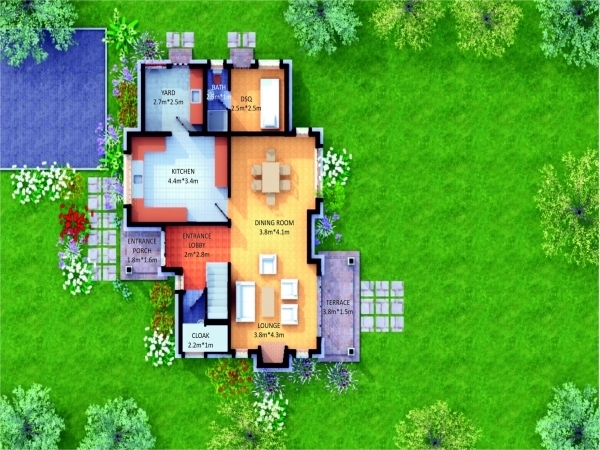 YARD
2.7m*2.5m
BATH
DSQ
2.5m*2.5m
KITCHEN
4.4m*3.4m
DINING ROOM
3.8m*4.1m
ENTRANCE
LOBBY
2m*2.8m
ENTRANCE
PORCH
1.8m*1.6m
TERRACE
3.8m*1.5m
LOUNGE
3.8m*4.3m
CLOAK
2.2m*1m